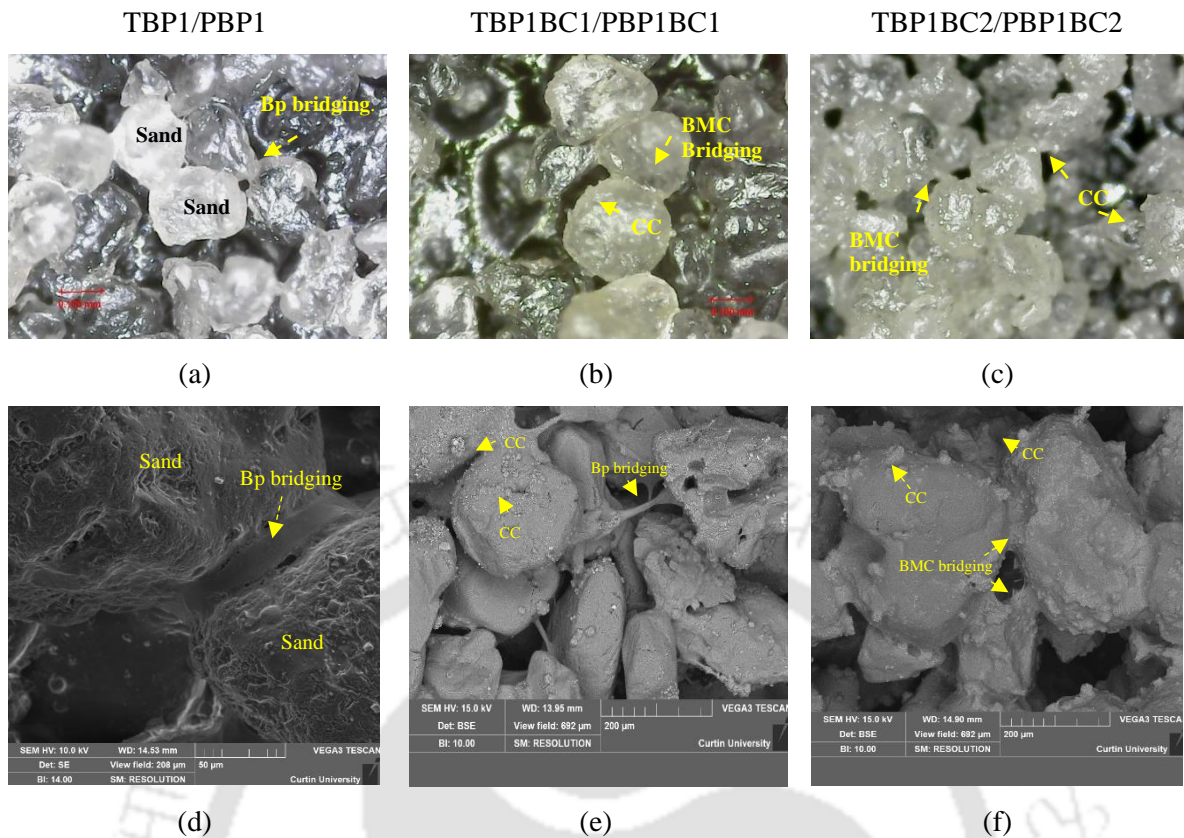 TBP1/PBP1
TBP1BC1/PBP1BC1
TBP1BC2/PBP1BC2
Bp bridging.
Sand
Sand
BMC
Bridging
CC
CC
BMC
bridging
(a)
(b)
(c)
Sand
Bp bridging
Sand
CC
Bp bridging
CC
CC
CC
BMC bridging
SEM HV: 10.0 kV WD: 14.53 mm VEGA3 TESCAN
Det: SE View field: 208 µm 50 µm
BI: 14.00 SM: RESOLUTION Curtin University
SEM HV: 15.0 kV WD: 13.95 mm VEGA3 TESCAN
Det: BSE View field: 692 µm 200 µm
BI: 10.00 SM: RESOLUTION Curtin University
SEM HV: 15.0 kV WD: 14.90 mm VEGA3 TESCAN
Det: BSE View field: 692 µm 200 µm
BI: 10.00 SM: RESOLUTION Curtin University
(d)
(e)
(f)